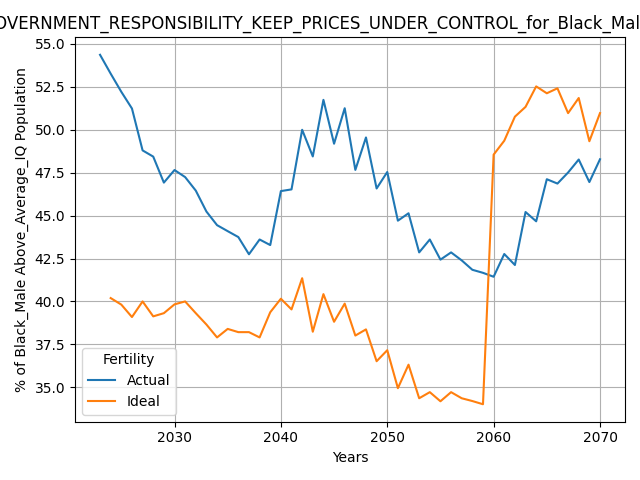 OVERNMENT_RESPONSIBILITY_KEEP_PRICES_UNDER_CONTROL_for_Black_Mal
% of Black_Male Above_Average_IQ Population
55.0
52.5
50.0
47.5
45.0
42.5
40.0
37.5
35.0
Fertility
Actual
Ideal
2030 2040 2050 2060 2070
Years